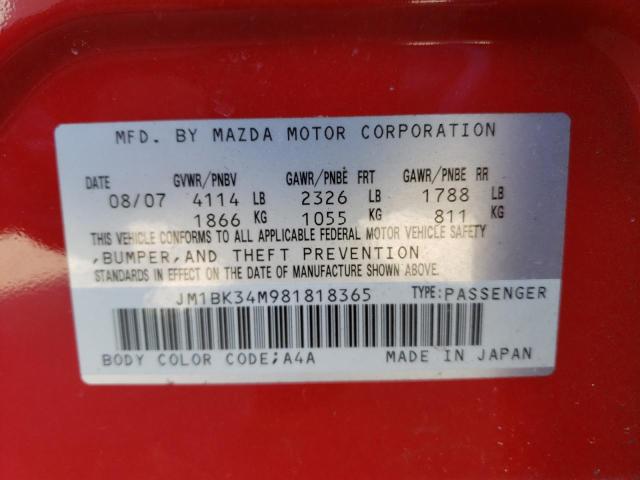 MFD. BY MAZDA MOTOR CORPORATION
DATE GVWR/PNBV GAWR/PNBE FRT GAWR/PNBE RR
08/07 4114 LB 2326 LB 1788 LB
1866 KG 1055 KG 811 KG
THIS VEHICLE CONFORMS TO ALL APPLICABLE FEDERAL MOTOR VEHICLE SAFETY
,BUMPER,AND THEFT PREVENTION
STANDARDS IN EFFECT ON THE DATE OF MANUFACTURE SHOWN ABOVE.
JM1BK34M981818365 TYPE:PASSENGER
BODY COLOR CODE;A4A MADE IN JAPAN